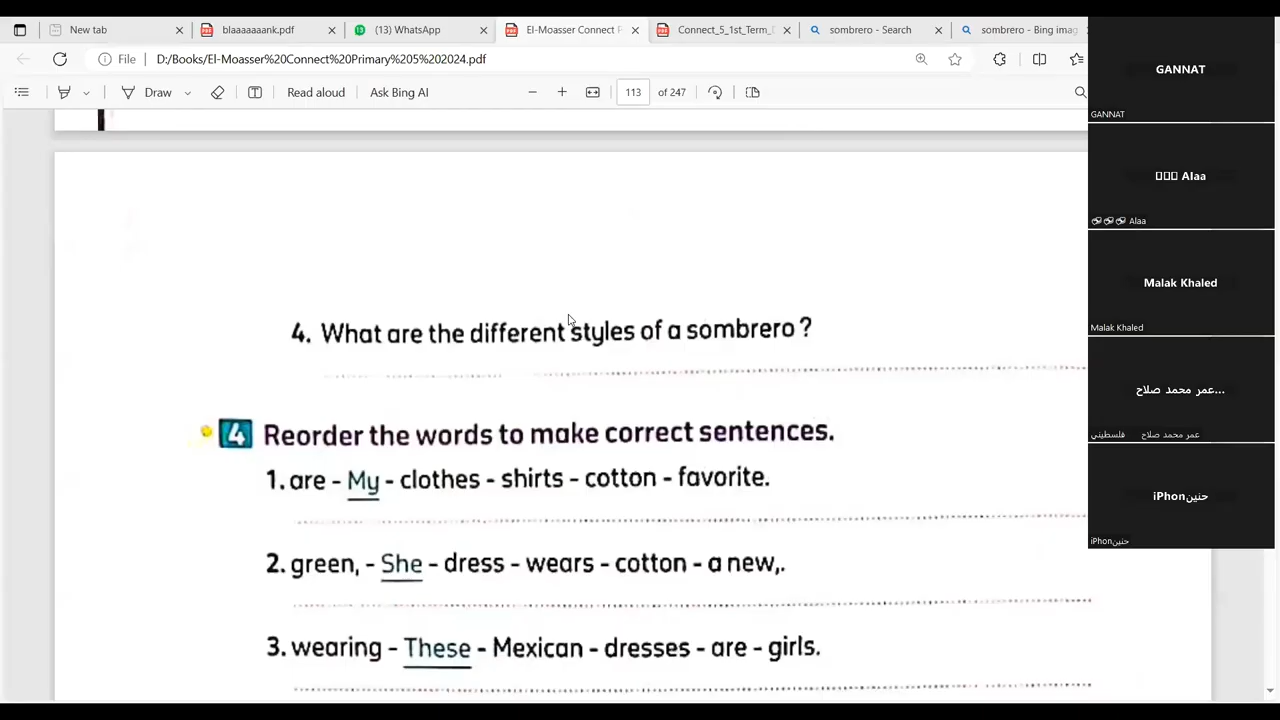 New tab
blaaaaaank.pdf
(13) WhatsApp
El-Moasser Connect P
Connect_5_1st_Term_
sombrero - Search
sombrero - Bing imag
File
D:/Books/El-Moasser%20Connect%20Primary%205%202024.pdf
Draw
Read aloud
Ask Bing AI
113
of 247
4. What are the different styles of a sombrero ?
4 Reorder the words to make correct sentences.
1. are - My - clothes - shirts - cotton - favorite.
2. green, - She - dress - wears - cotton - a new,.
3. wearing - These - Mexican - dresses - are - girls.
GANNAT
GANNAT
Alaa
Alaa
Malak Khaled
Malak Khaled
عمر محمد صلاح...
عمر محمد صلاح فلسطيني
iPhonحنين
iPhonحنين